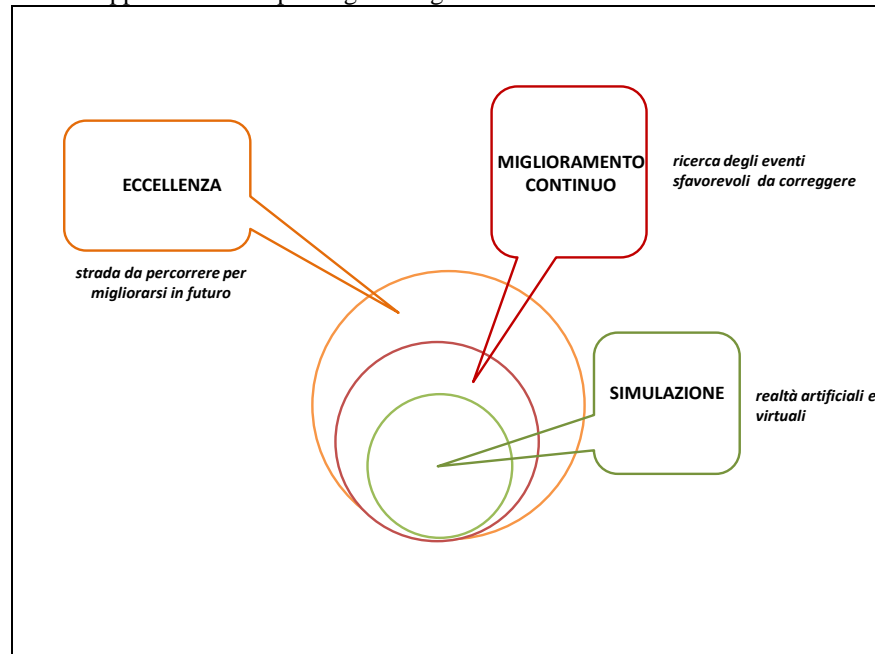 ECCELLENZA
strada da percorrere per
migliorarsi in futuro
MIGLIORAMENTO
CONTINUO
ricerca degli eventi
sfavorevoli da correggere
SIMULAZIONE
realtà artificiali e
virtuali